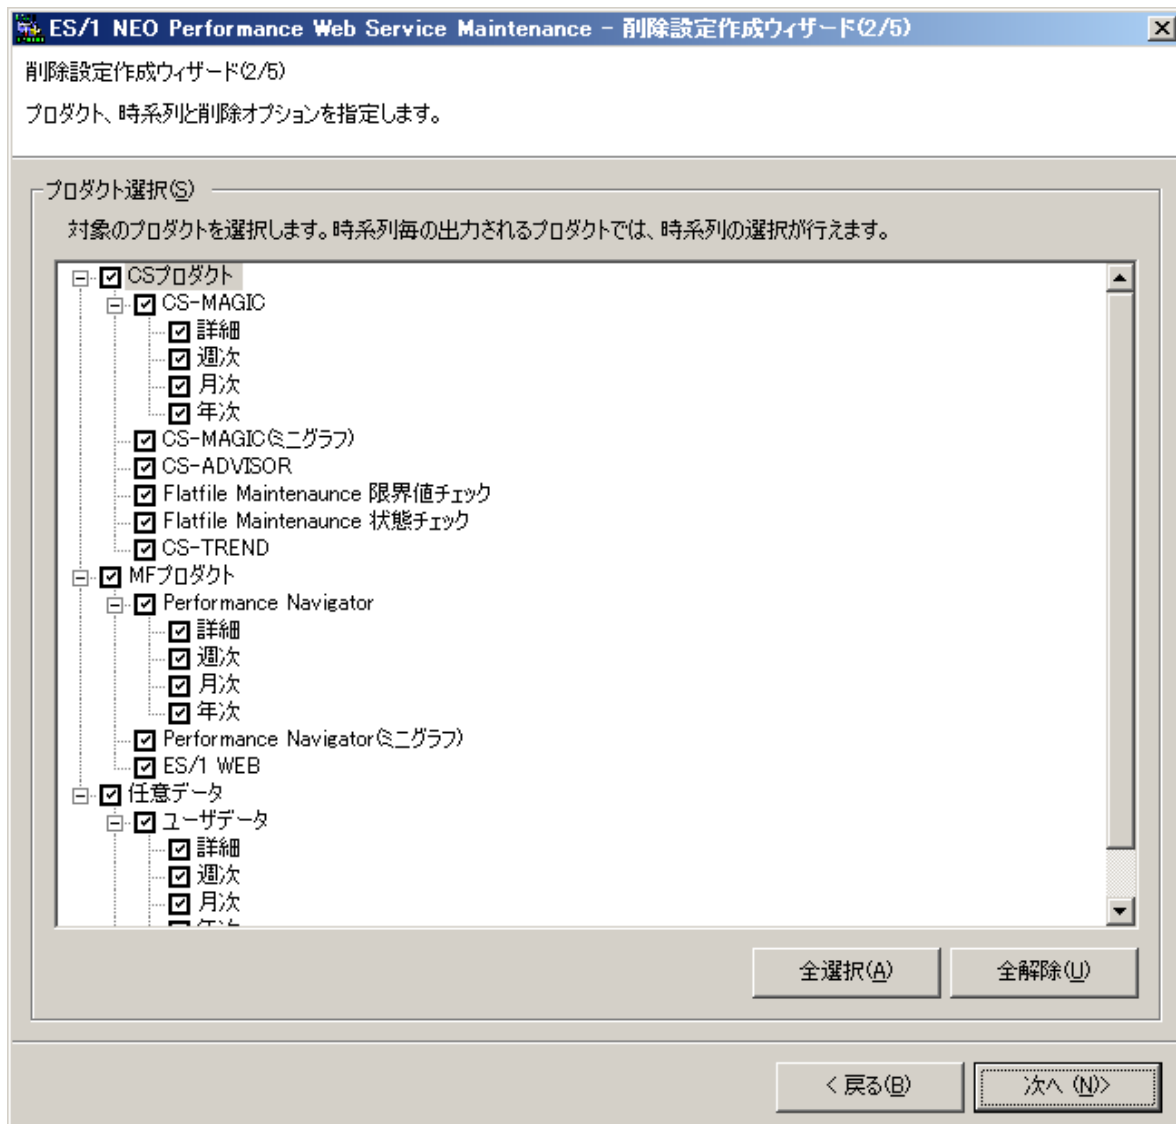 ES/1 NEO Performance Web Service Maintenance - 削除設定作成ウィザード(2/5)
削除設定作成ウィザード(2/5)
プロダクト、時系列と削除オプションを指定します。
プロダクト選択(S)
対象のプロダクトを選択します。時系列毎の出力されるプロダクトでは、時系列の選択が行えます。
CSプロダクト
CS-MAGIC
詳細
週次
月次
年次
CS-MAGIC(ミニグラフ)
CS-ADVISOR
Flatfile Maintenaunce 限界値チェック
Flatfile Maintenaunce 状態チェック
CS-TREND
MFプロダクト
Performance Navigator
詳細
週次
月次
年次
Performance Navigator(ミニグラフ)
ES/1 WEB
任意データ
ユーザデータ
詳細
週次
月次
全選択(A)
全解除(U)
< 戻る(B)
次へ (N)>